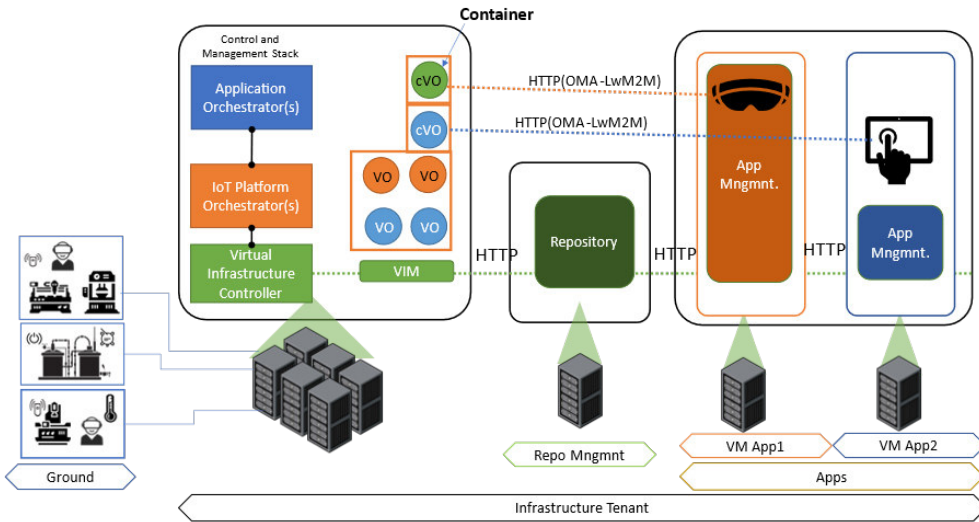 Container
Control and
Management Stack
Application
Orchestrator(s)
IoT Platform
Orchestrator(s)
Virtual
Infrastructure
Controller
cVO
cVO
VO
VO
VO
VO
VIM
HTTP(OMA-LwM2M)
HTTP(OMA-LwM2M)
HTTP
Repository
HTTP
App
Mngmnt.
HTTP
App
Mngmnt.
Ground
Repo Mngmnt
VM App1
VM App2
Apps
Infrastructure Tenant